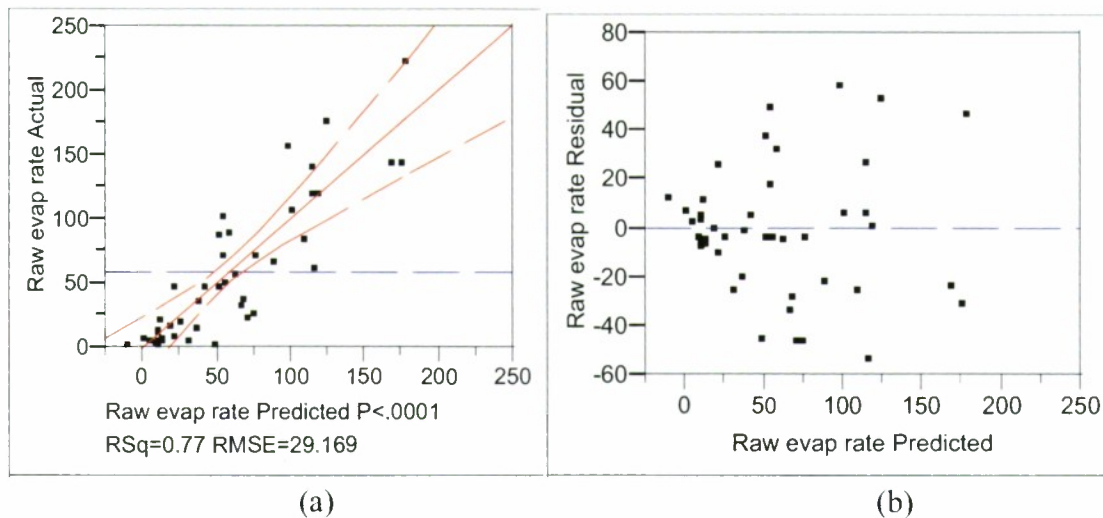 250
200
150
100
50
0
Raw evap rate Actual
0 50 100 150 200 250
Raw evap rate Predicted P<.0001
RSq=0.77 RMSE=29.169
(a)
80
60
40
20
0
-20
-40
-60
Raw evap rate Residual
0 50 100 150 200 250
Raw evap rate Predicted
(b)